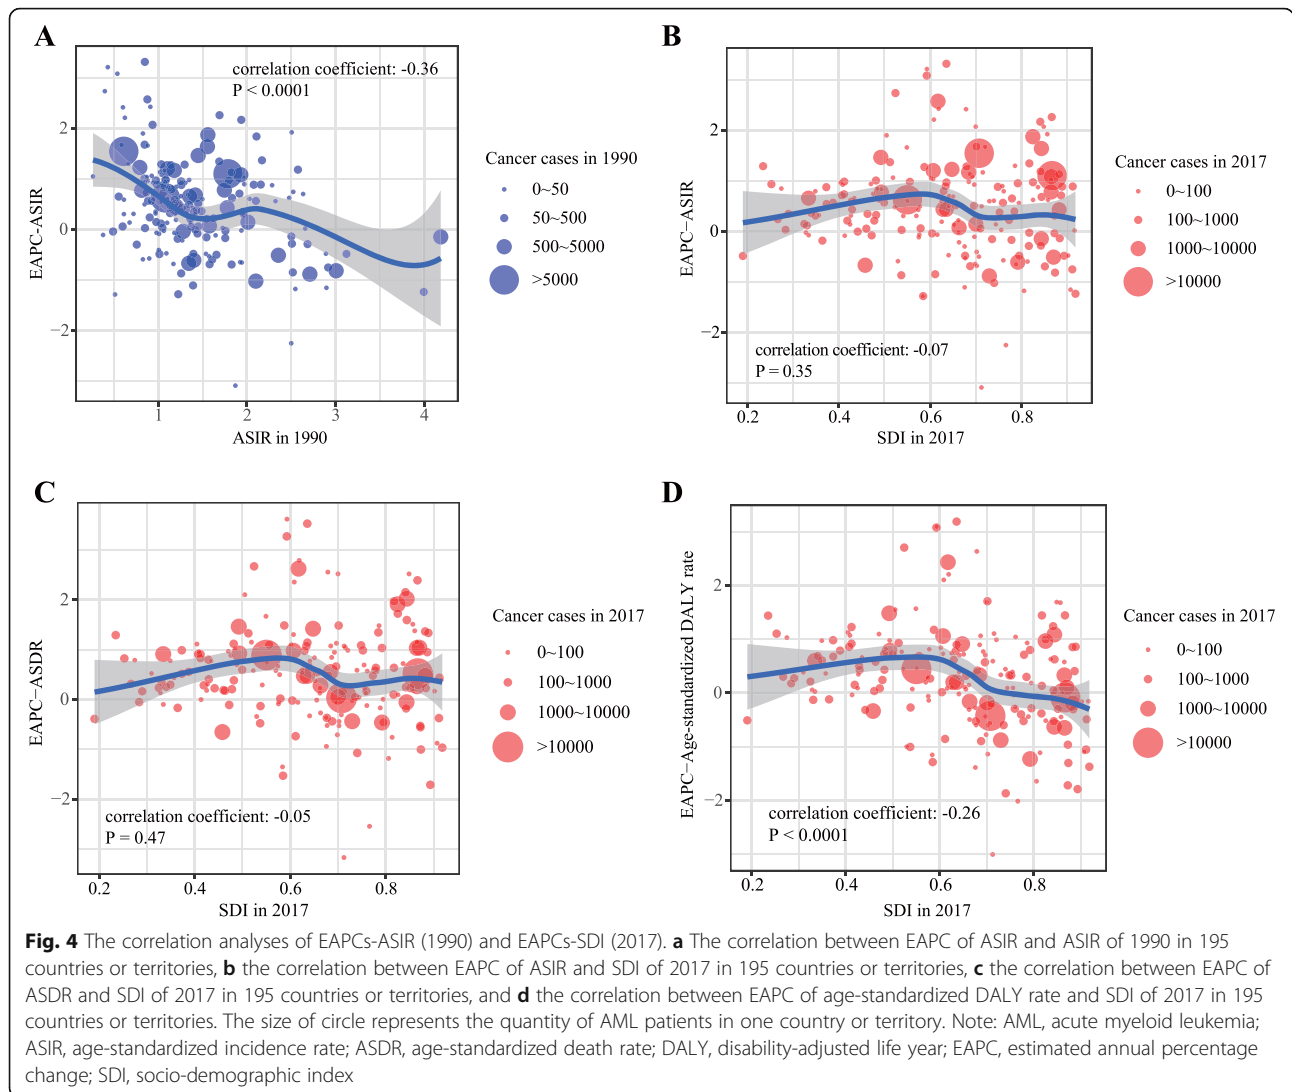 A
correlation coefficient: -0.36
P < 0.0001
EAPC-ASIR
2
0
−2
1
2
3
4
ASIR in 1990
Cancer cases in 1990
0~50
50~500
500~5000
>5000
B
EAPC−ASIR
2
0
−2
correlation coefficient: -0.07
P = 0.35
0.2
0.4
0.6
0.8
SDI in 2017
Cancer cases in 2017
0~100
100~1000
1000~10000
>10000
C
EAPC−ASDR
2
0
−2
correlation coefficient: -0.05
P = 0.47
0.2
0.4
0.6
0.8
SDI in 2017
Cancer cases in 2017
0~100
100~1000
1000~10000
>10000
D
EAPC−Age-standardized DALY rate
2
0
−2
correlation coefficient: -0.26
P < 0.0001
0.2
0.4
0.6
0.8
SDI in 2017
Cancer cases in 2017
0~100
100~1000
1000~10000
>10000
Fig. 4 The correlation analyses of EAPCs-ASIR (1990) and EAPCs-SDI (2017). a The correlation between EAPC of ASIR and ASIR of 1990 in 195
countries or territories, b the correlation between EAPC of ASIR and SDI of 2017 in 195 countries or territories, c the correlation between EAPC of
ASDR and SDI of 2017 in 195 countries or territories, and d the correlation between EAPC of age-standardized DALY rate and SDI of 2017 in 195
countries or territories. The size of circle represents the quantity of AML patients in one country or territory. Note: AML, acute myeloid leukemia;
ASIR, age-standardized incidence rate; ASDR, age-standardized death rate; DALY, disability-adjusted life year; EAPC, estimated annual percentage
change; SDI, socio-demographic index